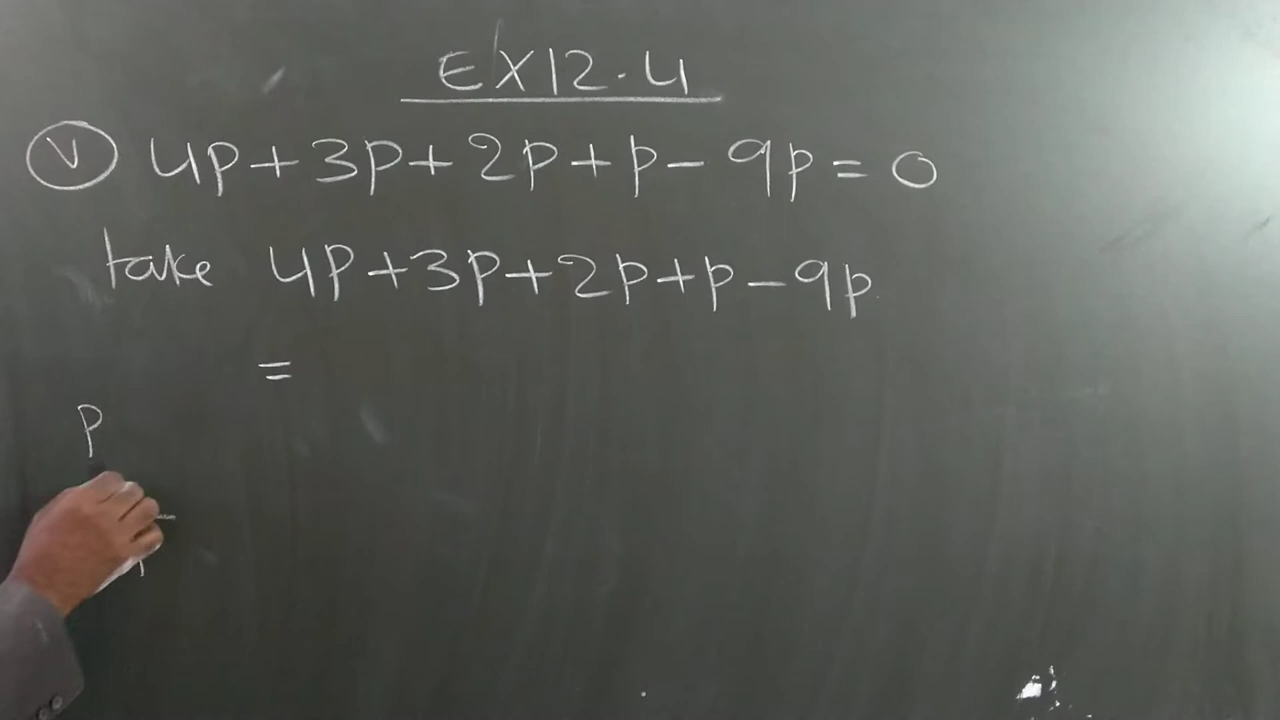 EX12.4
V 4p+3p+2p+p-9p=0
take 4p+3p+2p+p-9p
=
p